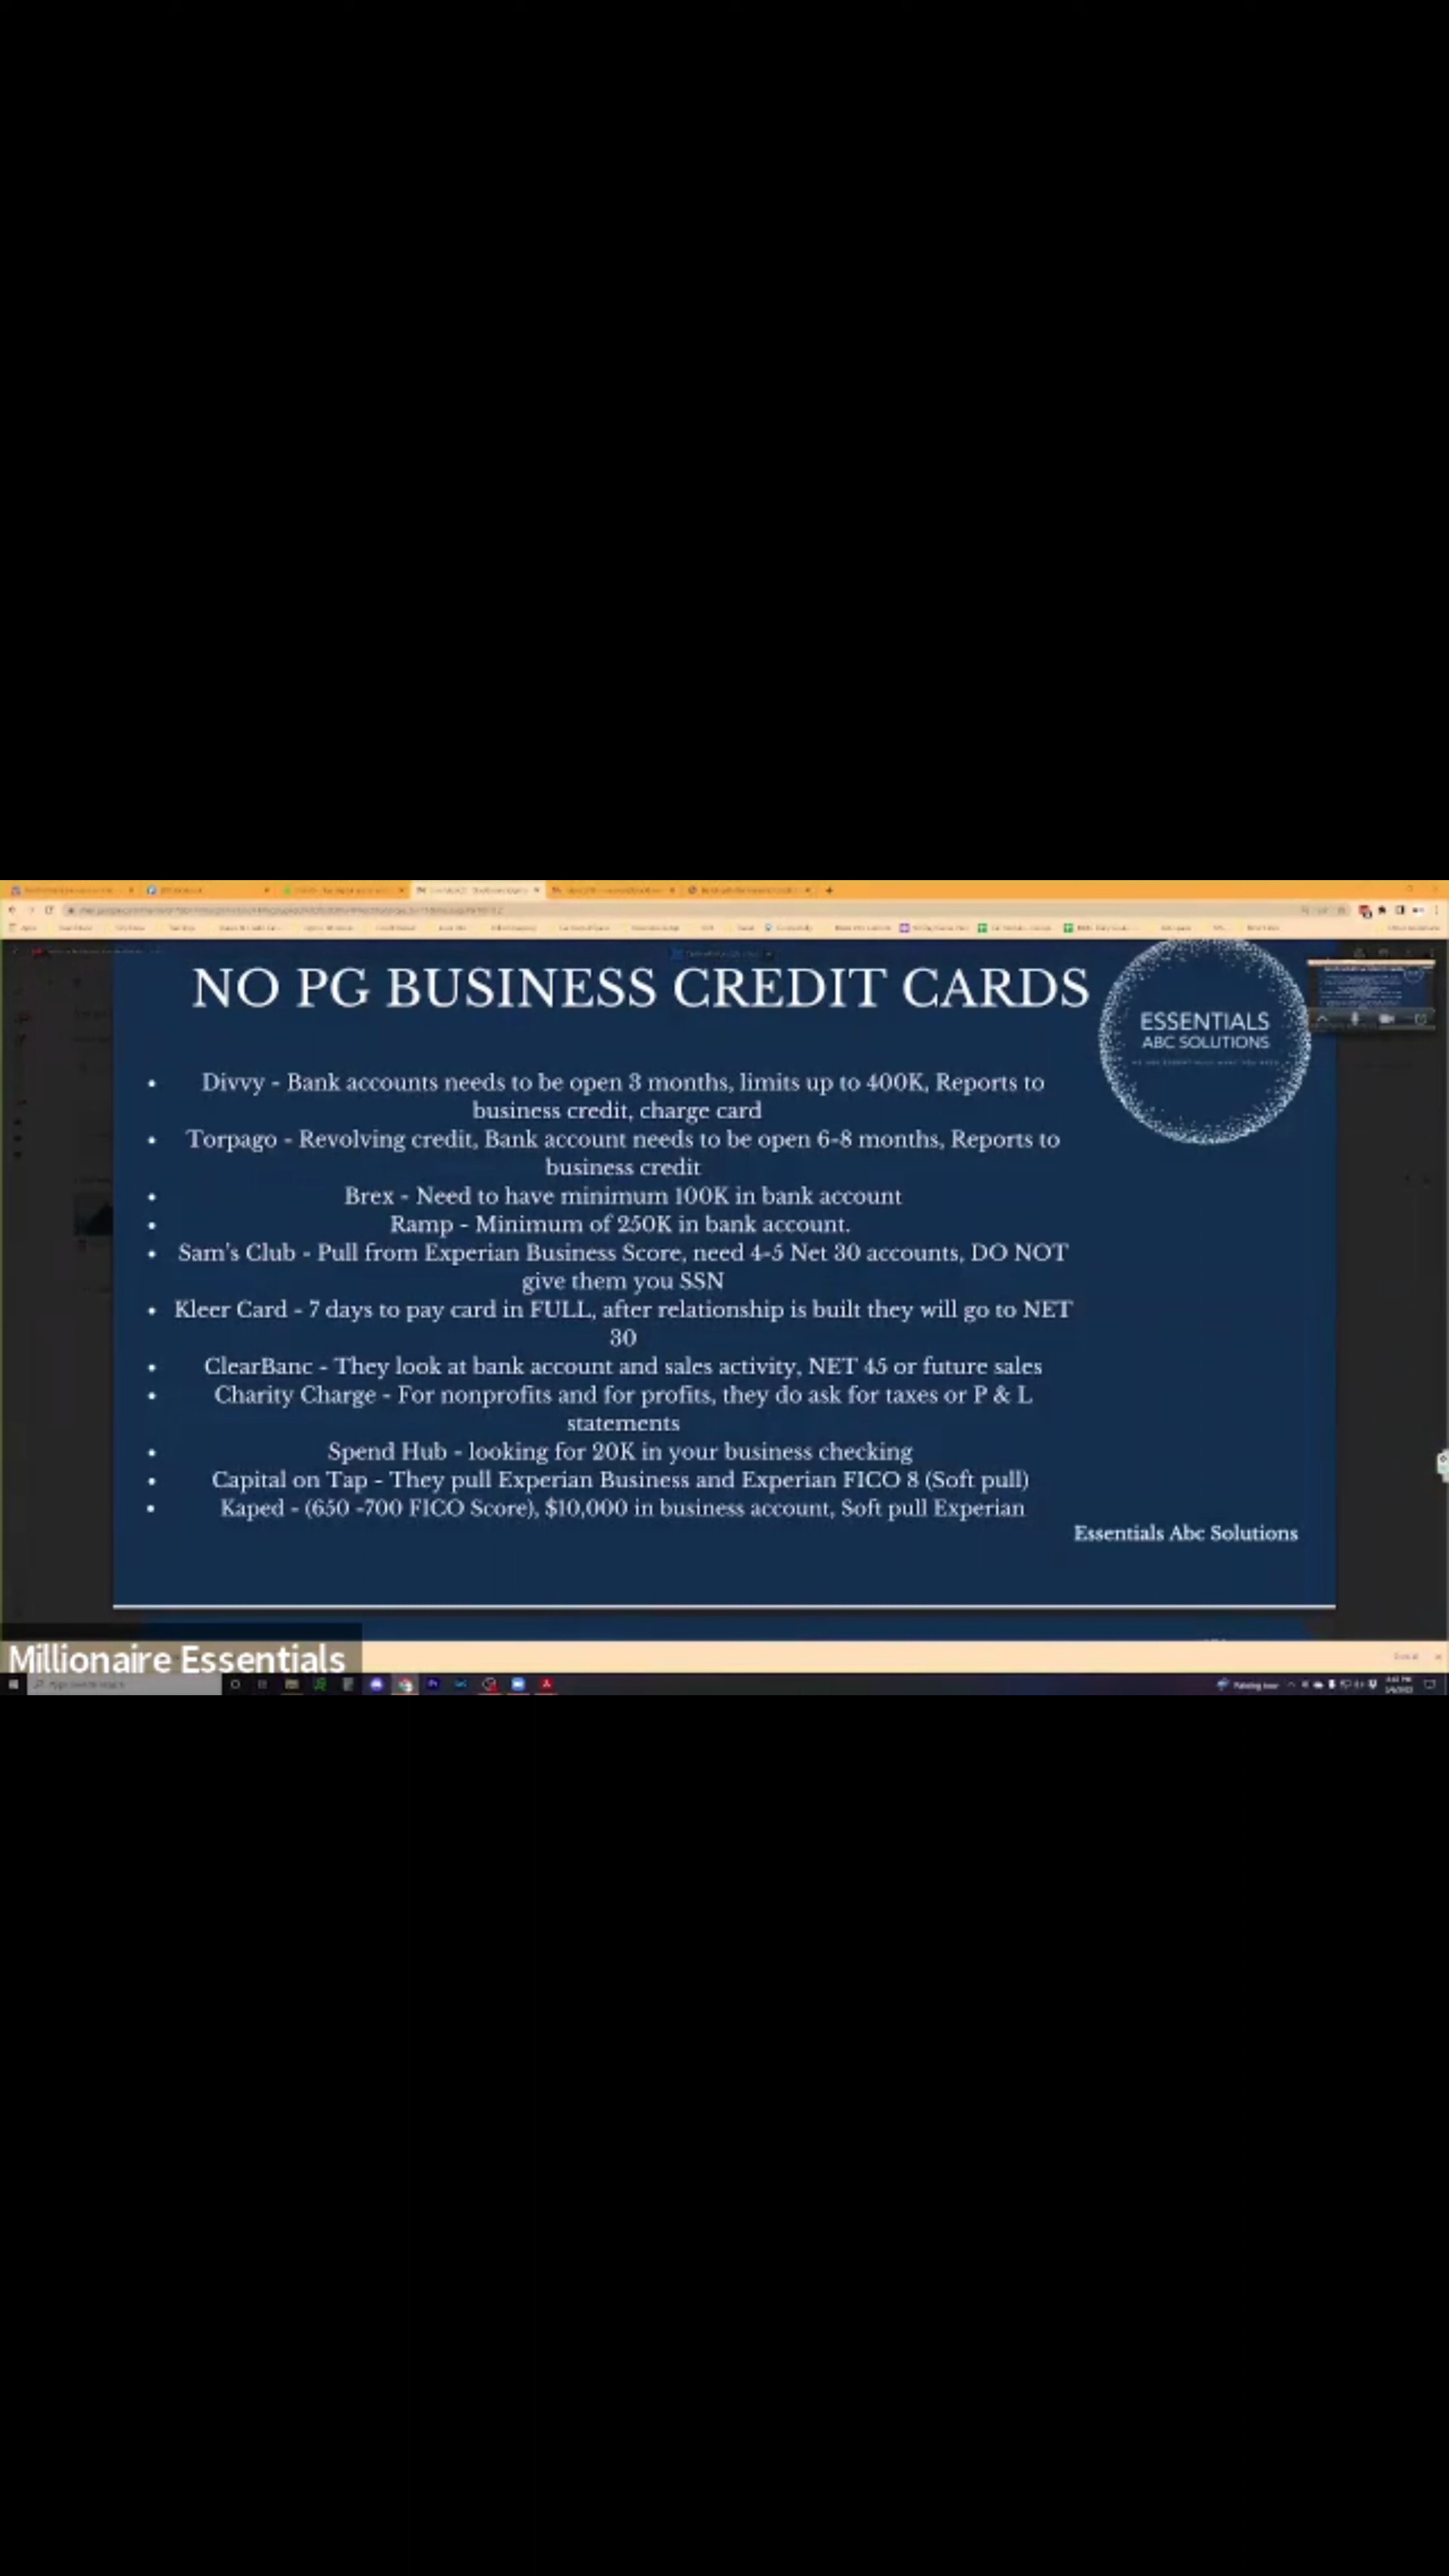 NO PG BUSINESS CREDIT CARDS
ESSENTIALS
ABC SOLUTIONS
• Divvy - Bank accounts needs to be open 3 months, limits up to 400K, Reports to
business credit, charge card
• Torpago - Revolving credit, Bank account needs to be open 6-8 months, Reports to
business credit
• Brex - Need to have minimum 100K in bank account
• Ramp - Minimum of 250K in bank account.
• Sam's Club - Pull from Experian Business Score, need 4-5 Net 30 accounts, DO NOT
give them you SSN
• Kleer Card - 7 days to pay card in FULL, after relationship is built they will go to NET
30
• ClearBanc - They look at bank account and sales activity, NET 45 or future sales
• Charity Charge - For nonprofits and for profits, they do ask for taxes or P & L
statements
• Spend Hub - looking for 20K in your business checking
• Capital on Tap - They pull Experian Business and Experian FICO 8 (Soft pull)
• Kaped - (650 -700 FICO Score), $10,000 in business account, Soft pull Experian
Essentials Abc Solutions
Millionaire Essentials